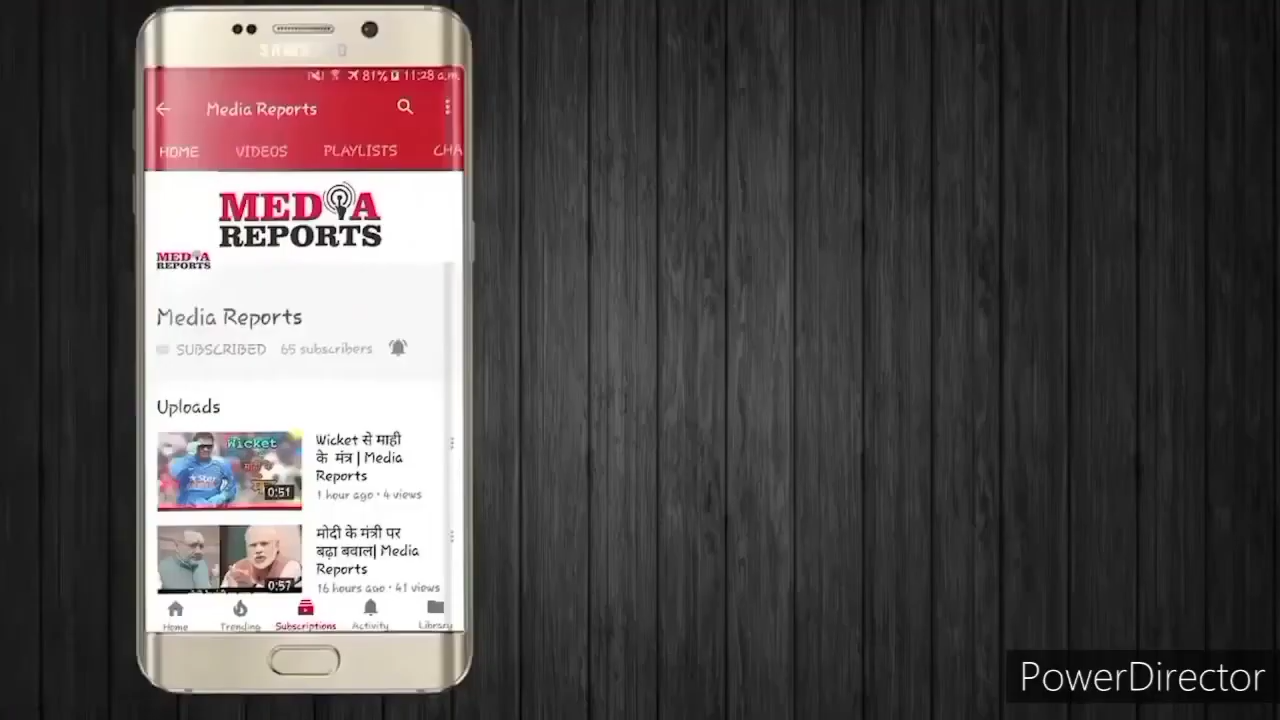 SAMSUNG
81% 11:28 a.m.
Media Reports
HOME VIDEOS PLAYLISTS CHA
MEDIA
REPORTS
MEDIA
REPORTS
Media Reports
SUBSCRIBED 65 subscribers
Uploads
Wicket
0:51
Wicket से माही
के मंत्र | Media
Reports
1 hour ago · 4 views
0:57
मोदी के मंत्री पर
बढ़ा बवाल| Media
Reports
16 hours ago · 41 views
Home Trending Subscriptions Activity Library
PowerDirector